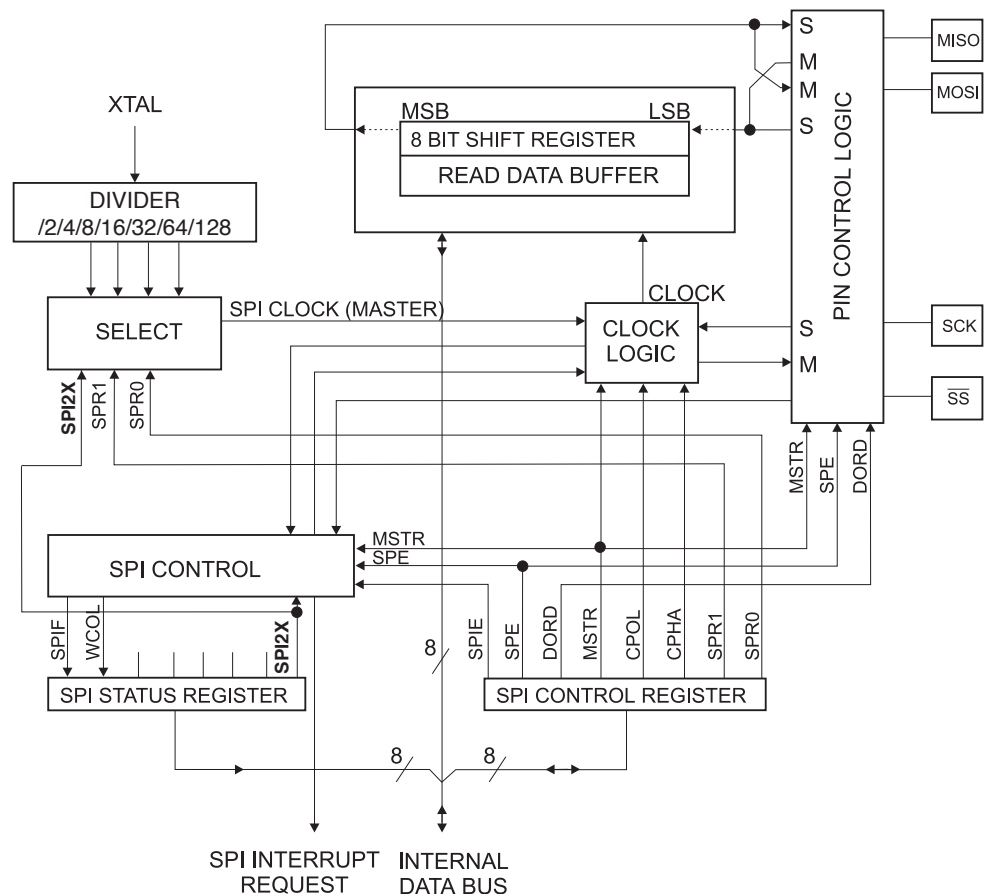 S
MISO
M
XTAL
MSB
LSB
M
MOSI
8 BIT SHIFT REGISTER
S
READ DATA BUFFER
DIVIDER
/2/4/8/16/32/64/128
PIN CONTROL LOGIC
SPI CLOCK (MASTER)
CLOCK
SELECT
CLOCK
LOGIC
S
SCK
M
SS
SPI2X
SPR1
SPR0
MSTR
SPE
DORD
MSTR
SPE
SPI CONTROL
SPIF
WCOL
SPI2X
8
SPIE
SPE
DORD
MSTR
CPOL
CPHA
SPR1
SPR0
SPI STATUS REGISTER
SPI CONTROL REGISTER
8
8
SPI INTERRUPT
REQUEST
INTERNAL
DATA BUS